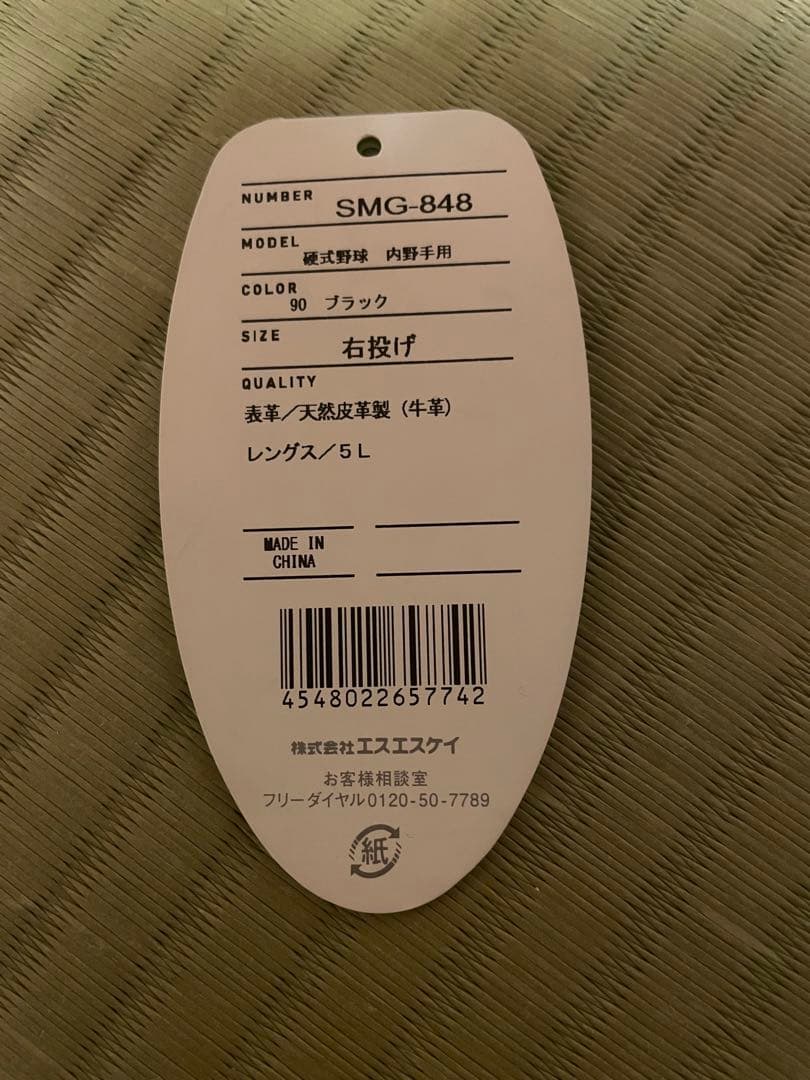 NUMBER SMG-848
MODEL 硬式野球 内野手用
COLOR 90 ブラック
SIZE 右投げ
QUALITY
表革／天然皮革製（牛革）
レングス／5L
MADE IN
CHINA
4548022657742
株式会社エスエスケイ
お客様相談室
フリーダイヤル0120-50-7789
紙